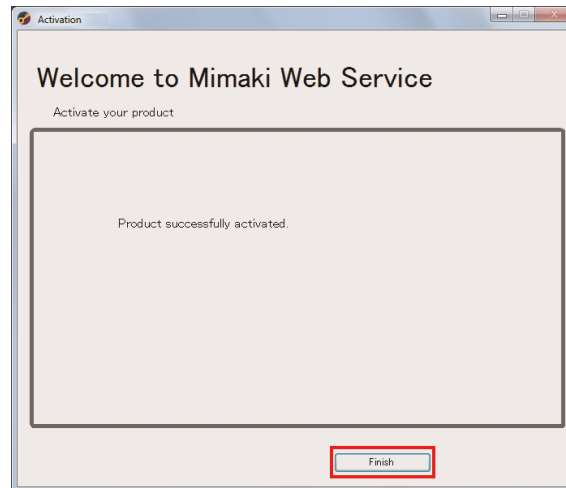 Activation
Welcome to Mimaki Web Service
Activate your product
Product successfully activated.
Finish